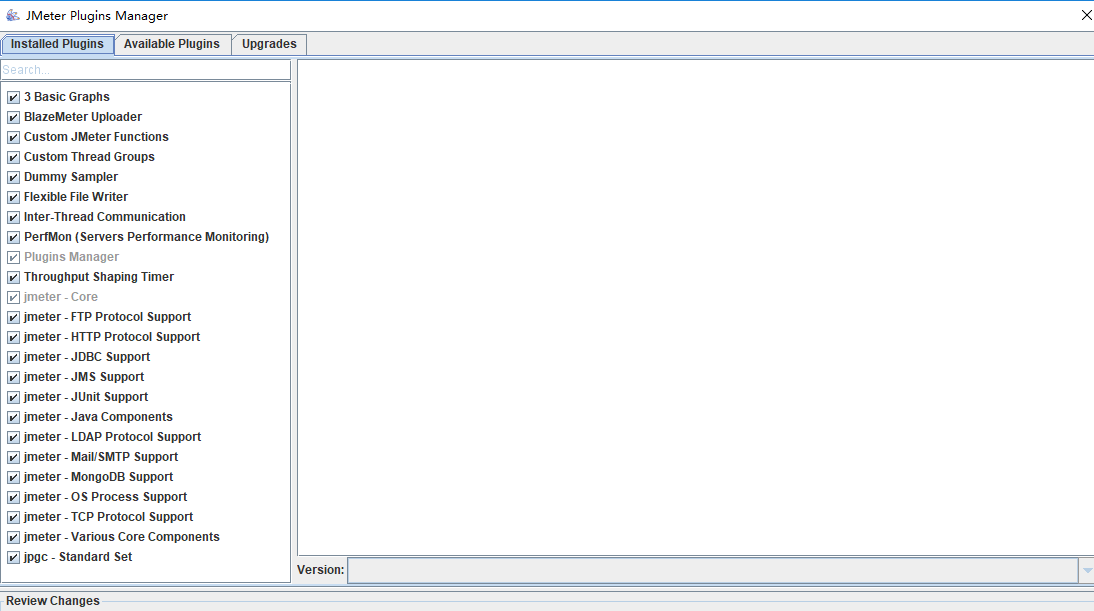 JMeter Plugins Manager
Installed Plugins
Available Plugins
Upgrades
Search...
3 Basic Graphs
BlazeMeter Uploader
Custom JMeter Functions
Custom Thread Groups
Dummy Sampler
Flexible File Writer
Inter-Thread Communication
PerfMon (Servers Performance Monitoring)
Plugins Manager
Throughput Shaping Timer
jmeter - Core
jmeter - FTP Protocol Support
jmeter - HTTP Protocol Support
jmeter - JDBC Support
jmeter - JMS Support
jmeter - JUnit Support
jmeter - Java Components
jmeter - LDAP Protocol Support
jmeter - Mail/SMTP Support
jmeter - MongoDB Support
jmeter - OS Process Support
jmeter - TCP Protocol Support
jmeter - Various Core Components
jpgc - Standard Set
Version:
Review Changes